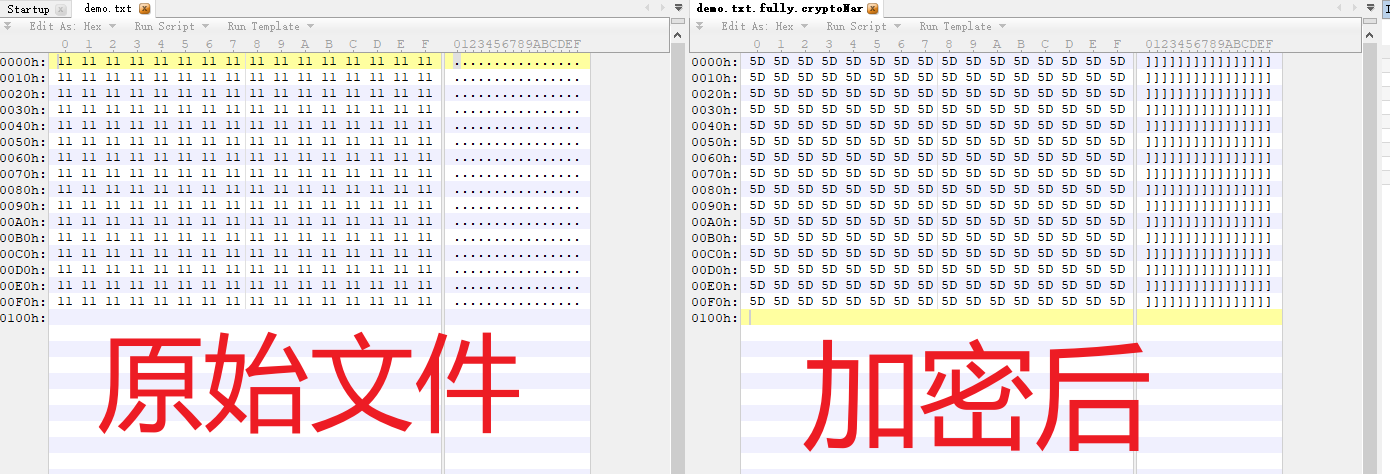 Startup demo.txt
Edit As: Hex Run Script Run Template
0 1 2 3 4 5 6 7 8 9 A B C D E F 0123456789ABCDEF
0000h: 11 11 11 11 11 11 11 11 11 11 11 11 11 11 11 11 ................
0010h: 11 11 11 11 11 11 11 11 11 11 11 11 11 11 11 11 ................
0020h: 11 11 11 11 11 11 11 11 11 11 11 11 11 11 11 11 ................
0030h: 11 11 11 11 11 11 11 11 11 11 11 11 11 11 11 11 ................
0040h: 11 11 11 11 11 11 11 11 11 11 11 11 11 11 11 11 ................
0050h: 11 11 11 11 11 11 11 11 11 11 11 11 11 11 11 11 ................
0060h: 11 11 11 11 11 11 11 11 11 11 11 11 11 11 11 11 ................
0070h: 11 11 11 11 11 11 11 11 11 11 11 11 11 11 11 11 ................
0080h: 11 11 11 11 11 11 11 11 11 11 11 11 11 11 11 11 ................
0090h: 11 11 11 11 11 11 11 11 11 11 11 11 11 11 11 11 ................
00A0h: 11 11 11 11 11 11 11 11 11 11 11 11 11 11 11 11 ................
00B0h: 11 11 11 11 11 11 11 11 11 11 11 11 11 11 11 11 ................
00C0h: 11 11 11 11 11 11 11 11 11 11 11 11 11 11 11 11 ................
00D0h: 11 11 11 11 11 11 11 11 11 11 11 11 11 11 11 11 ................
00E0h: 11 11 11 11 11 11 11 11 11 11 11 11 11 11 11 11 ................
00F0h: 11 11 11 11 11 11 11 11 11 11 11 11 11 11 11 11 ................
0100h:
原始文件
demo.txt.fully.cryptoNar
Edit As: Hex Run Script Run Template
0 1 2 3 4 5 6 7 8 9 A B C D E F 0123456789ABCDEF
0000h: 5D 5D 5D 5D 5D 5D 5D 5D 5D 5D 5D 5D 5D 5D 5D 5D ]]]]]]]]]]]]]]]]
0010h: 5D 5D 5D 5D 5D 5D 5D 5D 5D 5D 5D 5D 5D 5D 5D 5D ]]]]]]]]]]]]]]]]
0020h: 5D 5D 5D 5D 5D 5D 5D 5D 5D 5D 5D 5D 5D 5D 5D 5D ]]]]]]]]]]]]]]]]
0030h: 5D 5D 5D 5D 5D 5D 5D 5D 5D 5D 5D 5D 5D 5D 5D 5D ]]]]]]]]]]]]]]]]
0040h: 5D 5D 5D 5D 5D 5D 5D 5D 5D 5D 5D 5D 5D 5D 5D 5D ]]]]]]]]]]]]]]]]
0050h: 5D 5D 5D 5D 5D 5D 5D 5D 5D 5D 5D 5D 5D 5D 5D 5D ]]]]]]]]]]]]]]]]
0060h: 5D 5D 5D 5D 5D 5D 5D 5D 5D 5D 5D 5D 5D 5D 5D 5D ]]]]]]]]]]]]]]]]
0070h: 5D 5D 5D 5D 5D 5D 5D 5D 5D 5D 5D 5D 5D 5D 5D 5D ]]]]]]]]]]]]]]]]
0080h: 5D 5D 5D 5D 5D 5D 5D 5D 5D 5D 5D 5D 5D 5D 5D 5D ]]]]]]]]]]]]]]]]
0090h: 5D 5D 5D 5D 5D 5D 5D 5D 5D 5D 5D 5D 5D 5D 5D 5D ]]]]]]]]]]]]]]]]
00A0h: 5D 5D 5D 5D 5D 5D 5D 5D 5D 5D 5D 5D 5D 5D 5D 5D ]]]]]]]]]]]]]]]]
00B0h: 5D 5D 5D 5D 5D 5D 5D 5D 5D 5D 5D 5D 5D 5D 5D 5D ]]]]]]]]]]]]]]]]
00C0h: 5D 5D 5D 5D 5D 5D 5D 5D 5D 5D 5D 5D 5D 5D 5D 5D ]]]]]]]]]]]]]]]]
00D0h: 5D 5D 5D 5D 5D 5D 5D 5D 5D 5D 5D 5D 5D 5D 5D 5D ]]]]]]]]]]]]]]]]
00E0h: 5D 5D 5D 5D 5D 5D 5D 5D 5D 5D 5D 5D 5D 5D 5D 5D ]]]]]]]]]]]]]]]]
00F0h: 5D 5D 5D 5D 5D 5D 5D 5D 5D 5D 5D 5D 5D 5D 5D 5D ]]]]]]]]]]]]]]]]
0100h:
加密后